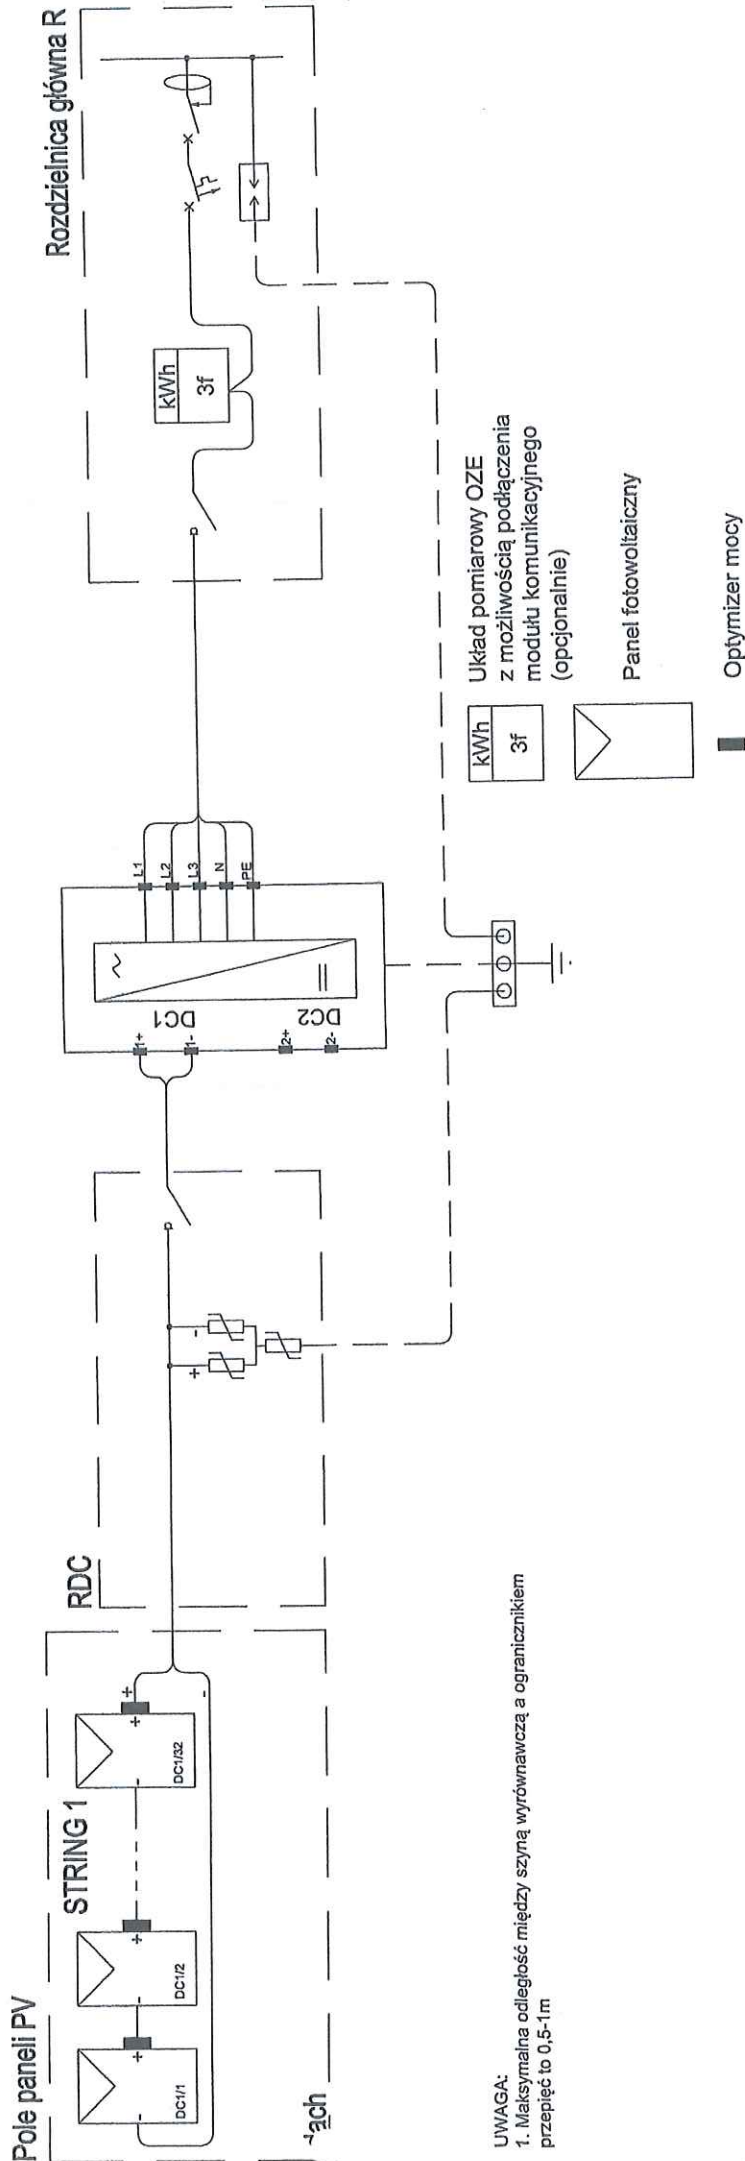 Pole paneli PV
STRING 1
DC1/1
-
+
DC1/2
+
DC1/32
-
+
+
-
RDC
+
-
1+
1-
2+
2-
DC1
DC2
L1
L2
L3
N
PE
Rozdzielnica główna R
kWh
3f
kWh
3f
Układ pomiarowy OZE
z możliwością podłączenia
modułu komunikacyjnego
(opcjonalnie)
Panel fotowoltaiczny
Optymizer mocy
UWAGA:
1. Maksymalna odległość między szyną wyrównawczą a ogranicznikiem
przepięć to 0,5-1m